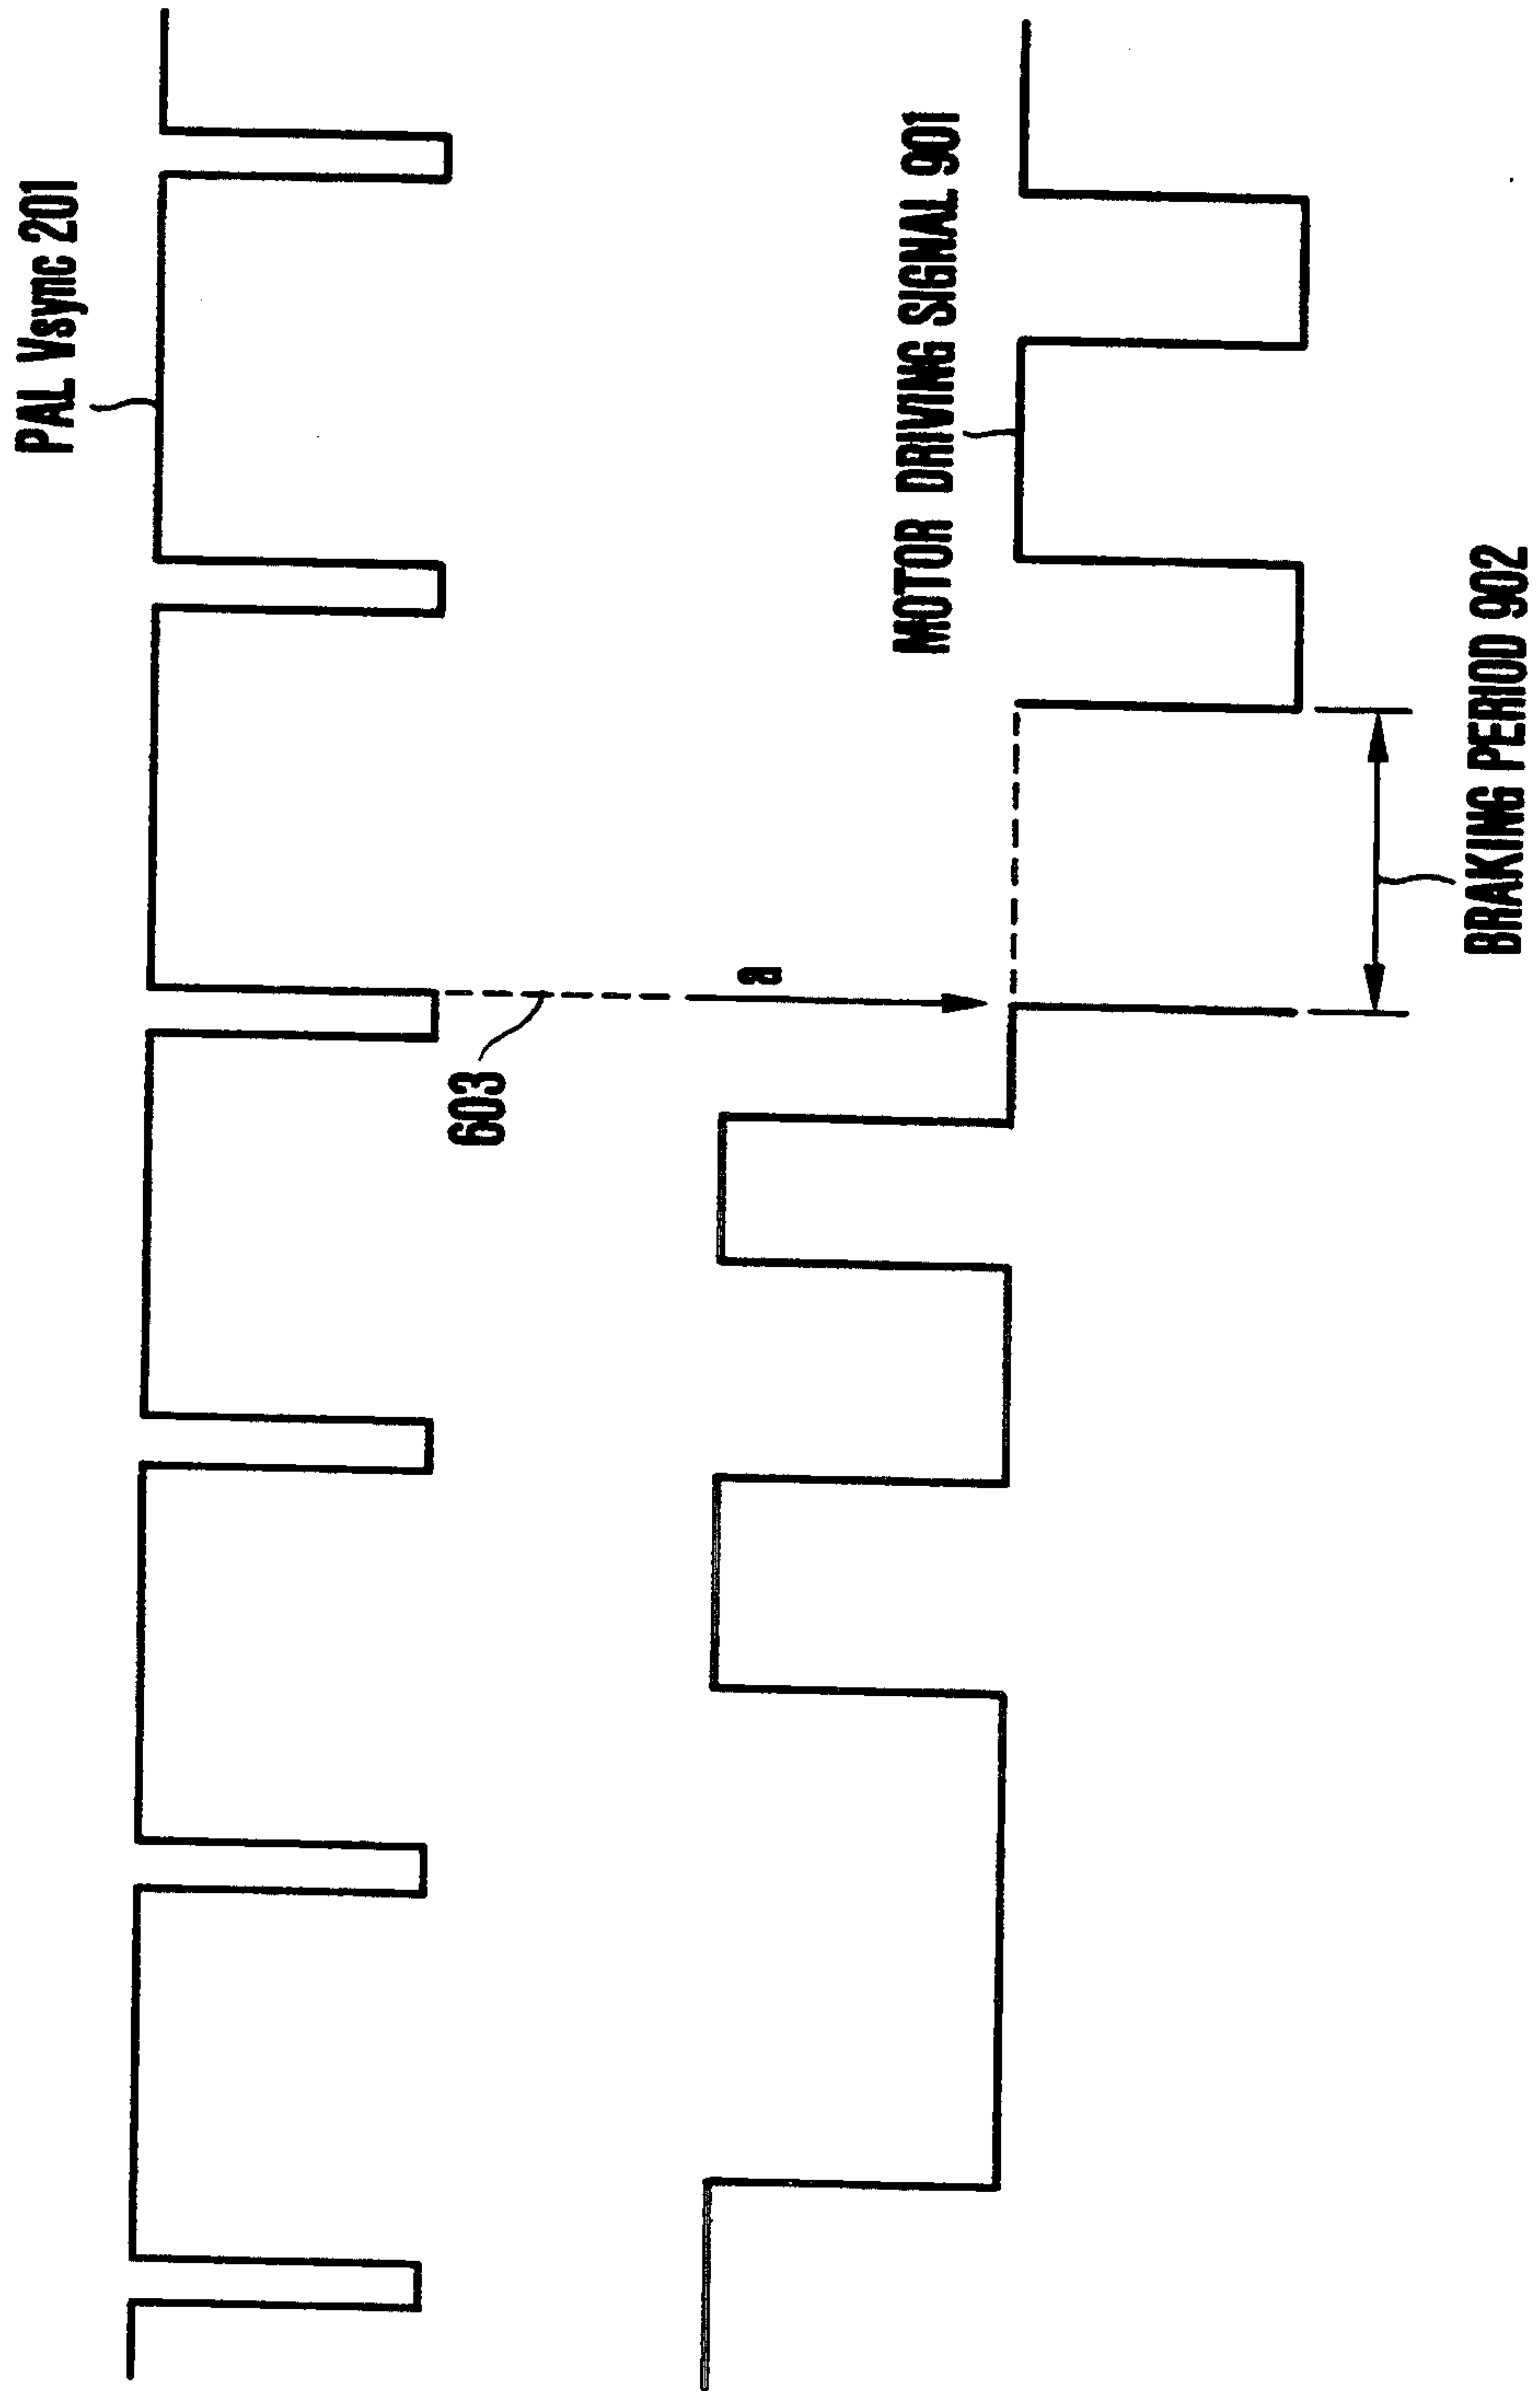 PAL Vsync 201
603
a
MOTOR DRIVING SIGNAL 901
BRAKING PERIOD 902